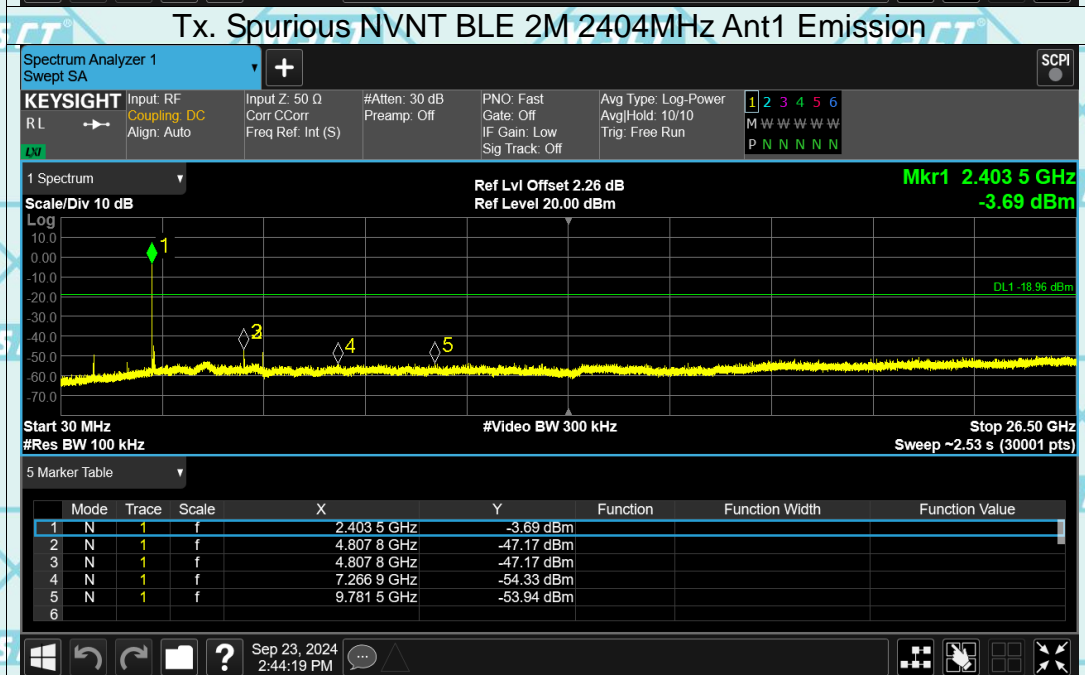 Tx. Spurious NVNT BLE 2M 2404MHz Ant1 Emission
Spectrum Analyzer 1
Swept SA
+
SCPI
KEYSIGHT
R L
LXI
Input: RF
Coupling: DC
Align: Auto
Input Z: 50 Ω
Corr CCorr
Freq Ref: Int (S)
#Atten: 30 dB
Preamp: Off
PNO: Fast
Gate: Off
IF Gain: Low
Sig Track: Off
Avg Type: Log-Power
Avg|Hold: 10/10
Trig: Free Run
1 2 3 4 5 6
M W W W W W
P N N N N N
1 Spectrum
Scale/Div 10 dB
Ref Lvl Offset 2.26 dB
Ref Level 20.00 dBm
Mkr1 2.403 5 GHz
-3.69 dBm
Log
10.0
0.00
-10.0
-20.0
-30.0
-40.0
-50.0
-60.0
-70.0
1
3
4
5
DL1 -18.96 dBm
Start 30 MHz
#Res BW 100 kHz
#Video BW 300 kHz
Stop 26.50 GHz
Sweep ~2.53 s (30001 pts)
5 Marker Table
Mode Trace Scale X Y Function Function Width Function Value
1 N 1 f 2.403 5 GHz -3.69 dBm
2 N 1 f 4.807 8 GHz -47.17 dBm
3 N 1 f 4.807 8 GHz -47.17 dBm
4 N 1 f 7.266 9 GHz -54.33 dBm
5 N 1 f 9.781 5 GHz -53.94 dBm
6
?
Sep 23, 2024
2:44:19 PM